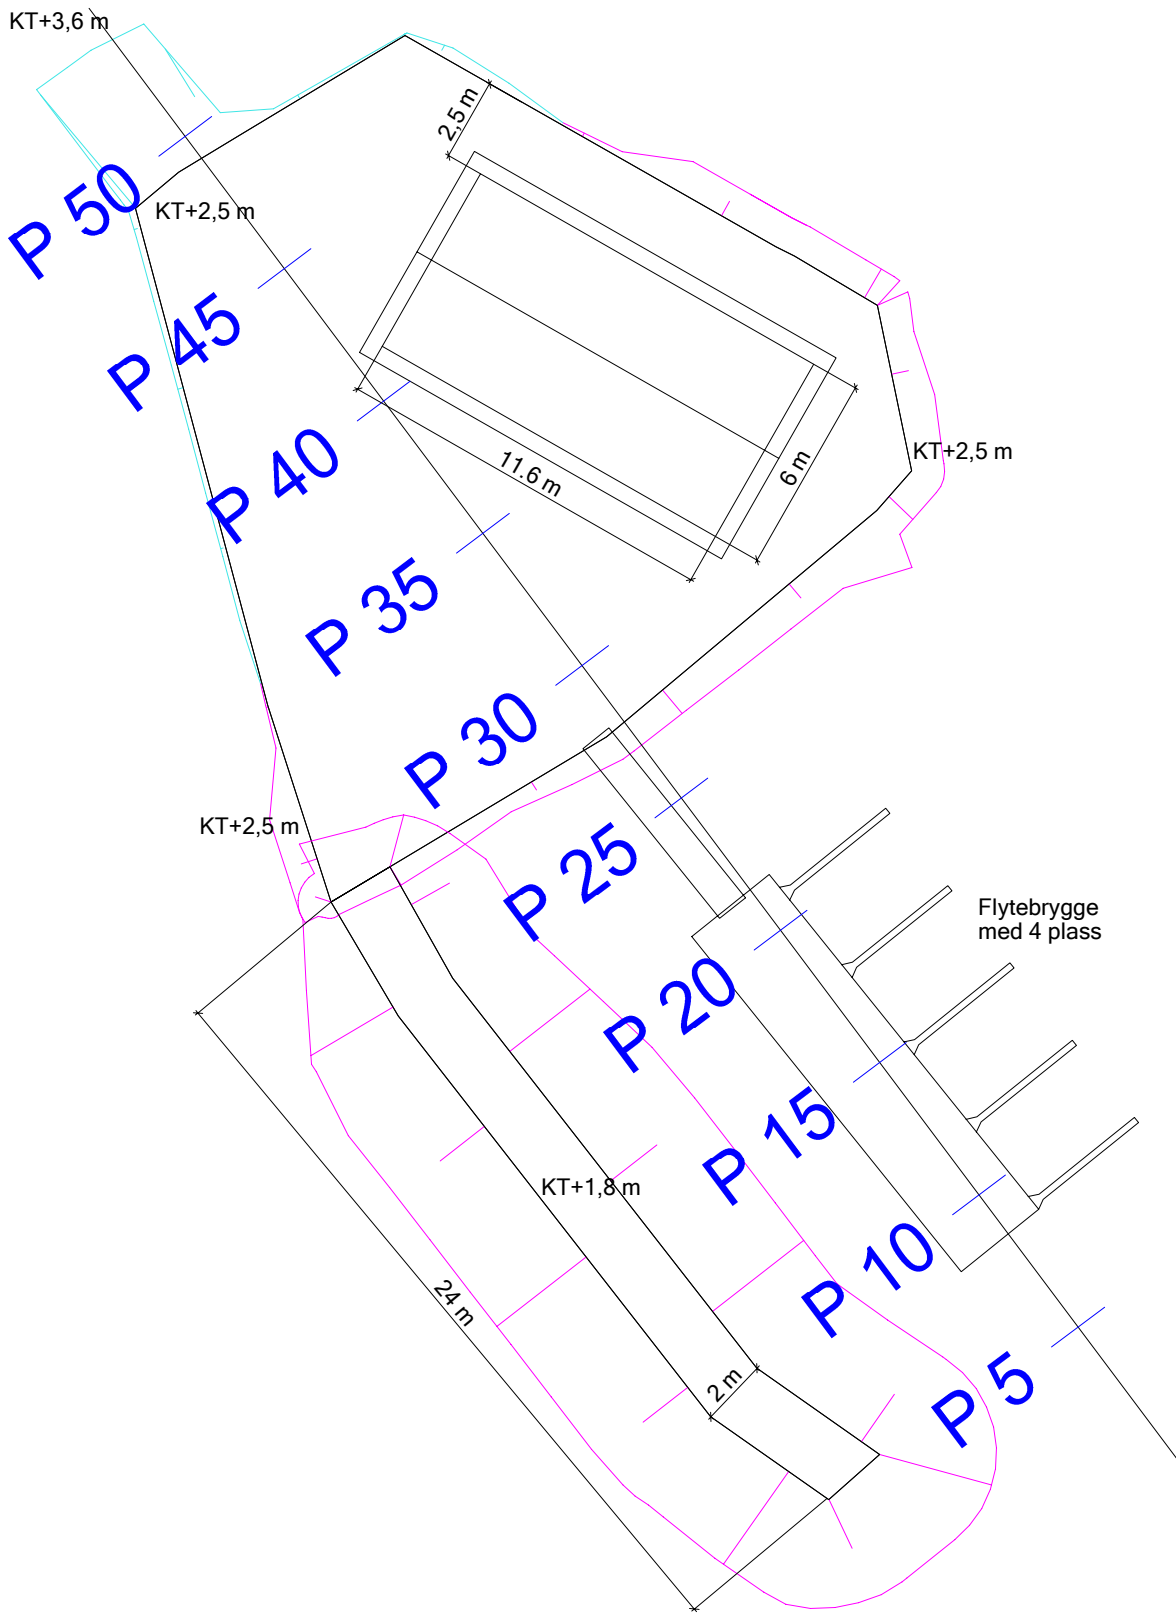 KT+3,6 m
2,5 m
P 50
KT+2,5 m
P 45
P 40
11.6 m
6 m
KT+2,5 m
P 35
P 30
KT+2,5 m
P 25
Flytebrygge
med 4 plass
P 20
P 15
KT+1,8 m
P 10
24 m
2 m
P 5